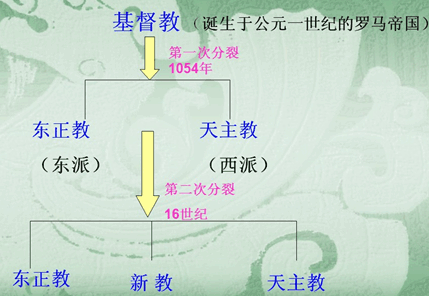 基督教（诞生于公元一世纪的罗马帝国）
第一次分裂
1054年
东正教 天主教
（东派） （西派）
第二次分裂
16世纪
东正教 新 教 天主教